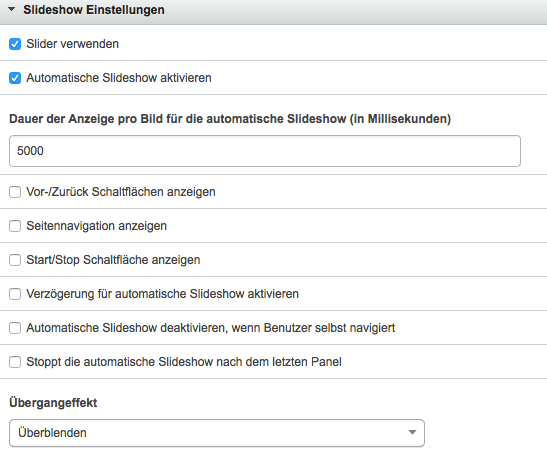 Slideshow Einstellungen
Slider verwenden
Automatische Slideshow aktivieren
Dauer der Anzeige pro Bild für die automatische Slideshow (in Millisekunden)
5000
Vor-/Zurück Schaltflächen anzeigen
Seitennavigation anzeigen
Start/Stop Schaltfläche anzeigen
Verzögerung für automatische Slideshow aktivieren
Automatische Slideshow deaktivieren, wenn Benutzer selbst navigiert
Stoppt die automatische Slideshow nach dem letzten Panel
Übergangeffekt
Überblenden